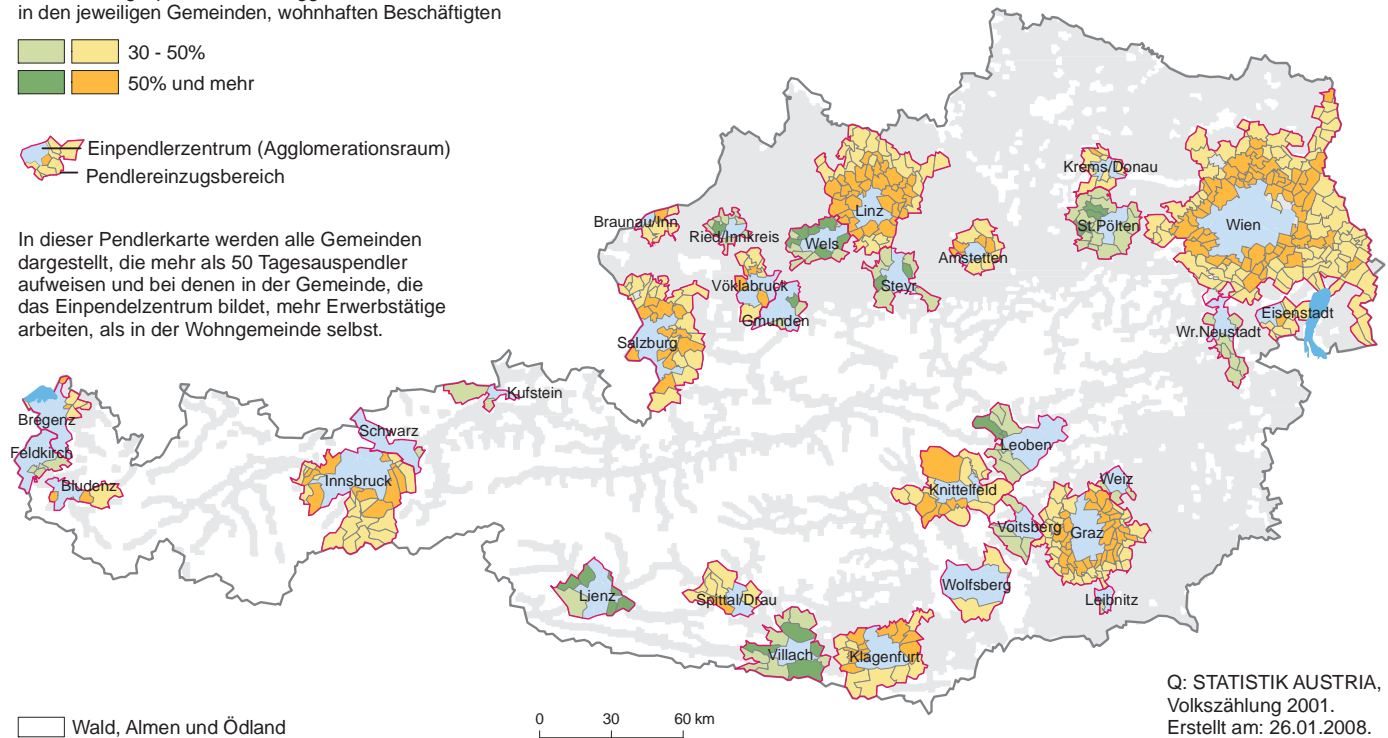 in den jeweiligen Gemeinden, wohnhaften Beschäftigten
30 - 50%
50% und mehr
Einpendlerzentrum (Agglomerationsraum)
Pendlereinzugsbereich
In dieser Pendlerkarte werden alle Gemeinden
dargestellt, die mehr als 50 Tagesauspendler
aufweisen und bei denen in der Gemeinde, die
das Einpendelzentrum bildet, mehr Erwerbstätige
arbeiten, als in der Wohngemeinde selbst.
Krems/Donau
Linz
Braunau/Inn
Ried/Innkreis
Wels
St.Pölten
Wien
Amstetten
Vöklabruck
Steyr
Gmunden
Eisenstadt
Wr.Neustadt
Salzburg
Kufstein
Bregenz
Schwarz
Feldkirch
Leoben
Bludenz
Innsbruck
Knittelfeld
Weiz
Voitsberg
Graz
Wolfsberg
Lienz
Spittal/Drau
Leibnitz
Villach
Klagenfurt
Q: STATISTIK AUSTRIA,
Volkszählung 2001.
Erstellt am: 26.01.2008.
Wald, Almen und Ödland
0 30 60 km